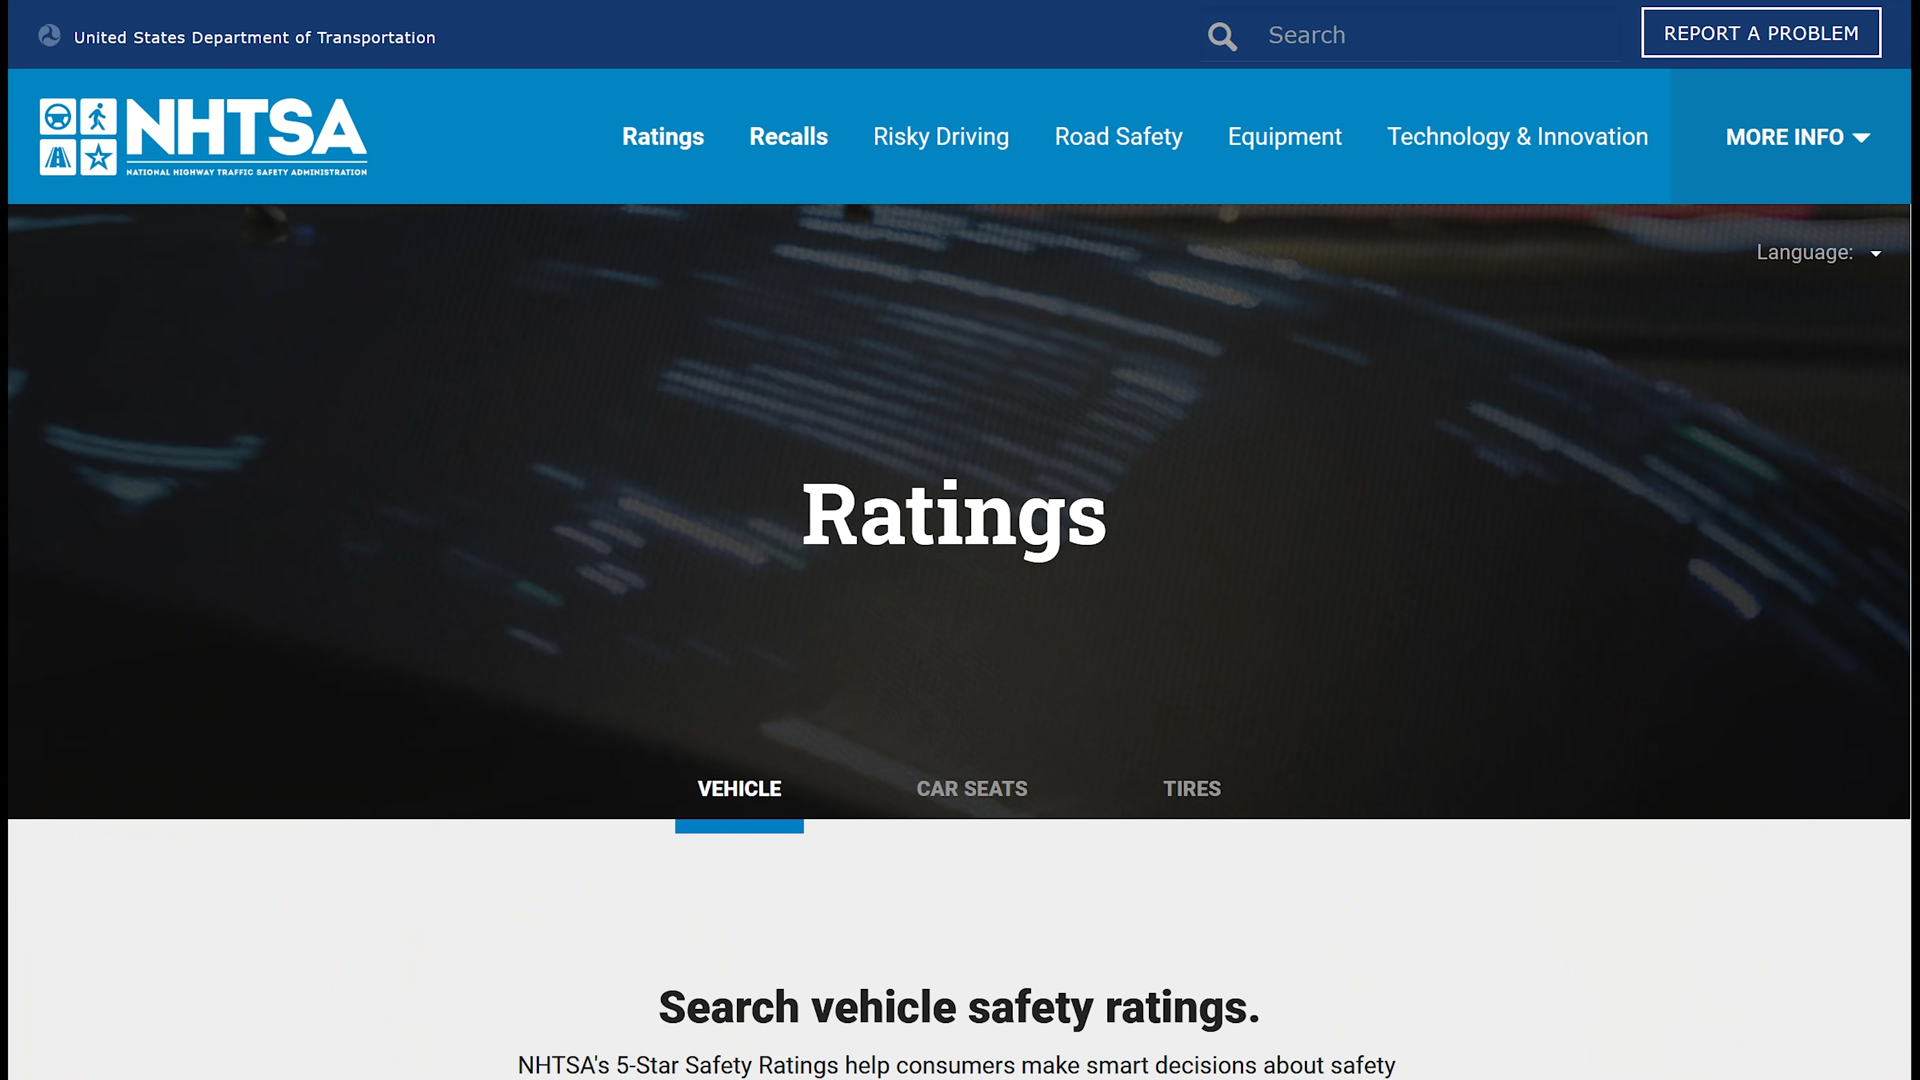 United States Department of Transportation
Search
REPORT A PROBLEM
NHTSA
NATIONAL HIGHWAY TRAFFIC SAFETY ADMINISTRATION
Ratings
Recalls
Risky Driving
Road Safety
Equipment
Technology & Innovation
MORE INFO
Language:
Ratings
VEHICLE
CAR SEATS
TIRES
Search vehicle safety ratings.
NHTSA's 5-Star Safety Ratings help consumers make smart decisions about safety